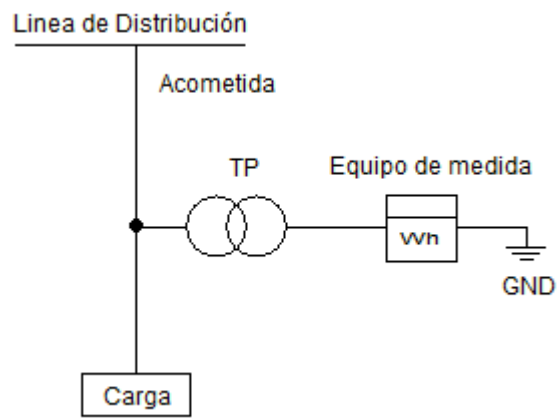 Linea de Distribución
Acometida
TP
Equipo de medida
Wh
GND
Carga